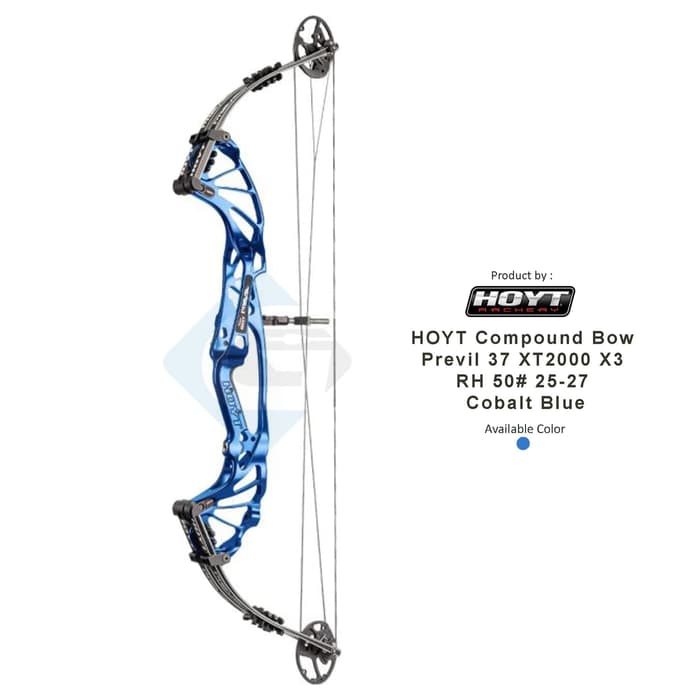 Product by :
HOYT
ARCHERY
HOYT Compound Bow
Previl 37 XT2000 X3
RH 50# 25-27
Cobalt Blue
Available Color
HOYT